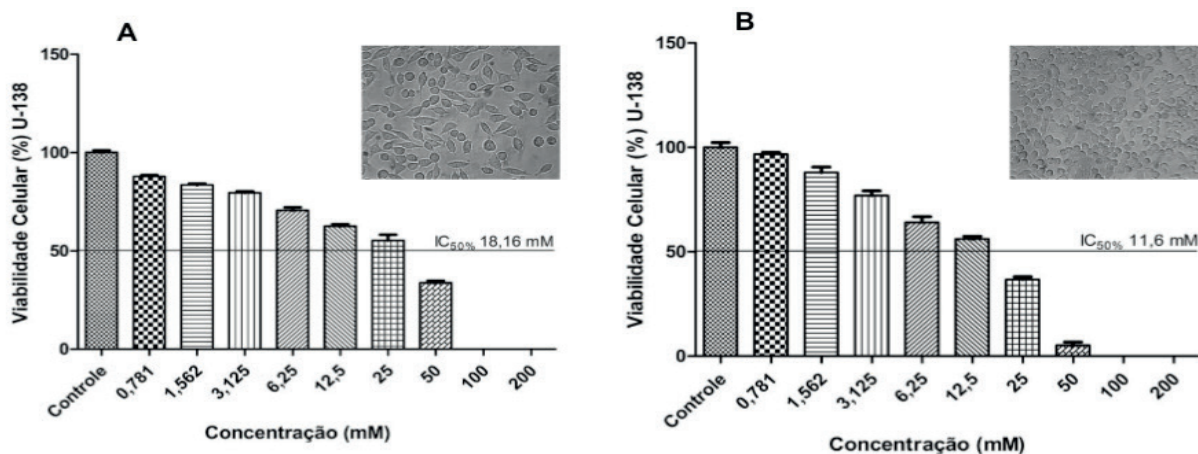 A
Viabilidade Celular (%) U-138
150
100
50
0
IC50% 18,16 mM
Controle
0,781
1,562
3,125
6,25
12,5
25
50
100
200
Concentração (mM)
B
Viabilidade Celular (%) U-138
150
100
50
0
IC50% 11,6 mM
Controle
0,781
1,562
3,125
6,25
12,5
25
50
100
200
Concentração (mM)